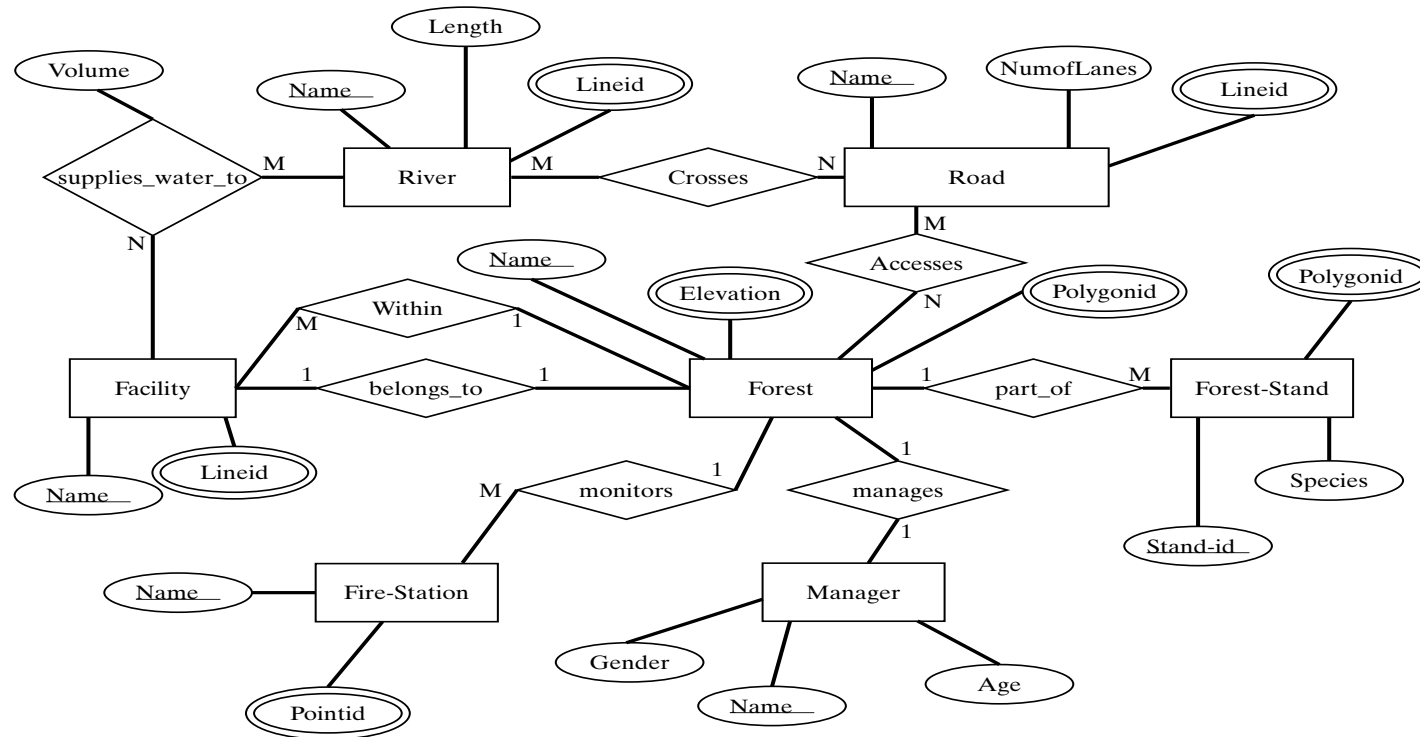 Length
Volume
Name
Lineid
Name
NumofLanes
Lineid
supplies_water_to
M
River
M
Crosses
N
Road
N
M
Name
Elevation
Accesses
N
Polygonid
Polygonid
Within
M
1
Facility
1
belongs_to
1
Forest
1
part_of
M
Forest-Stand
Name
Lineid
M
monitors
1
1
manages
1
Species
Stand-id
Name
Fire-Station
Manager
Gender
Name
Age
Pointid